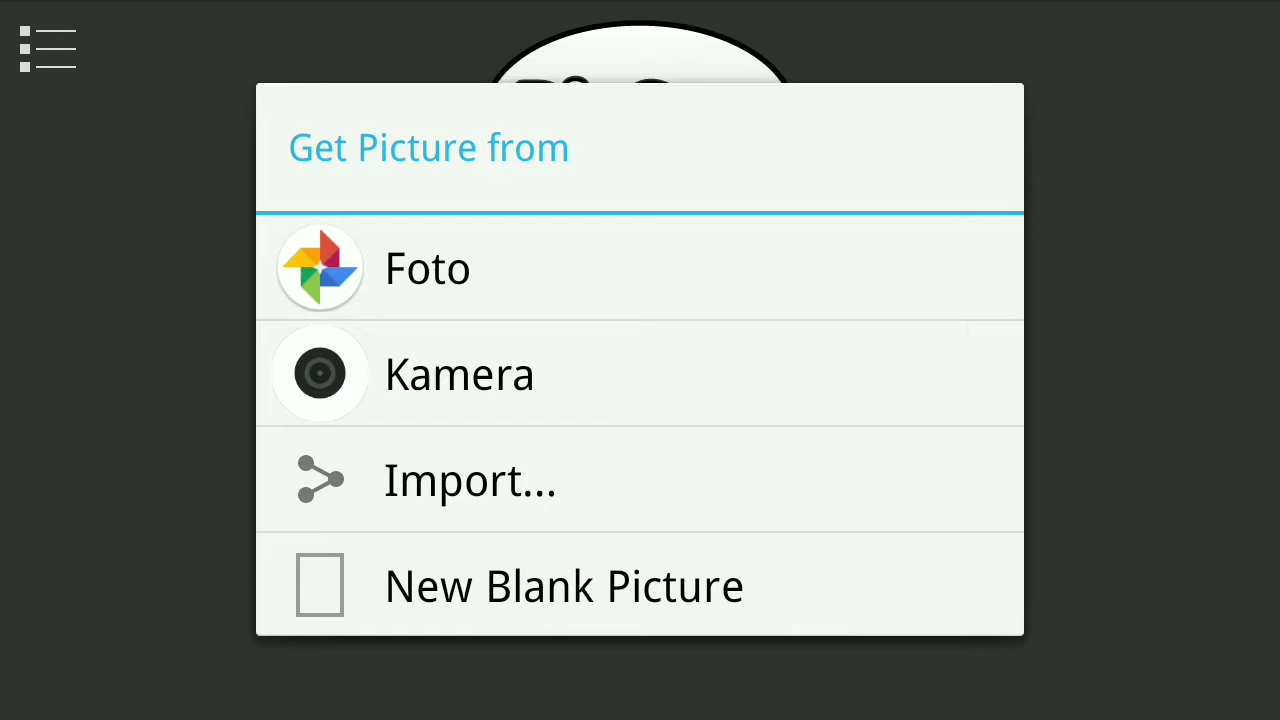 Get Picture from
Foto
Kamera
Import...
New Blank Picture